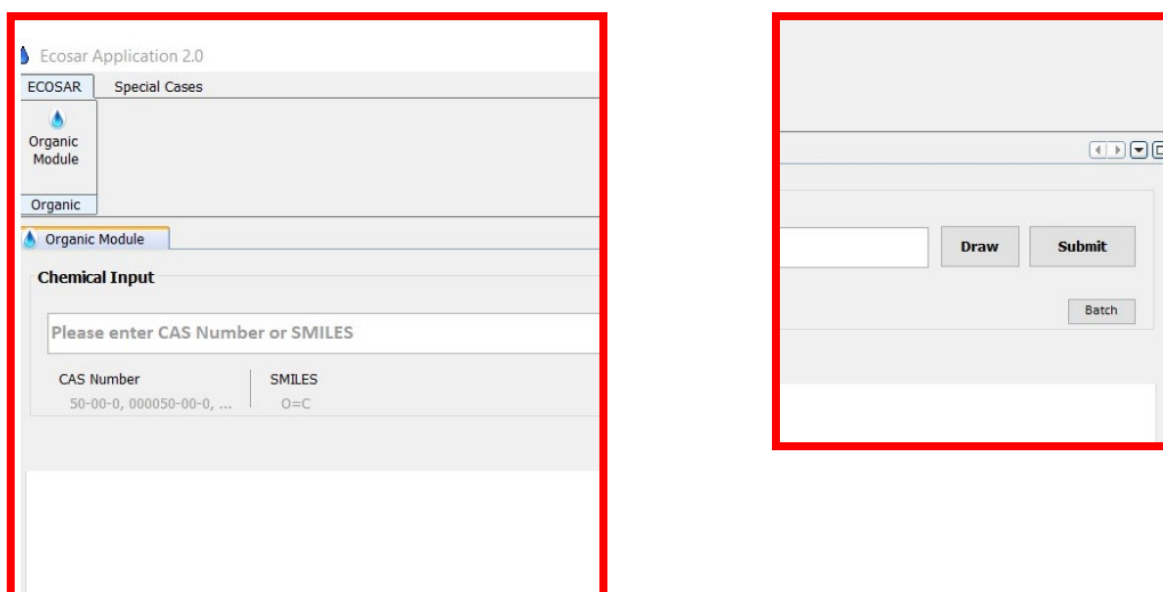 Ecosar Application 2.0
ECOSAR Special Cases
Organic
Module
Organic
Organic Module
Chemical Input
Please enter CAS Number or SMILES
CAS Number SMILES
50-00-0, 000050-00-0, ... O=C
Draw Submit
Batch